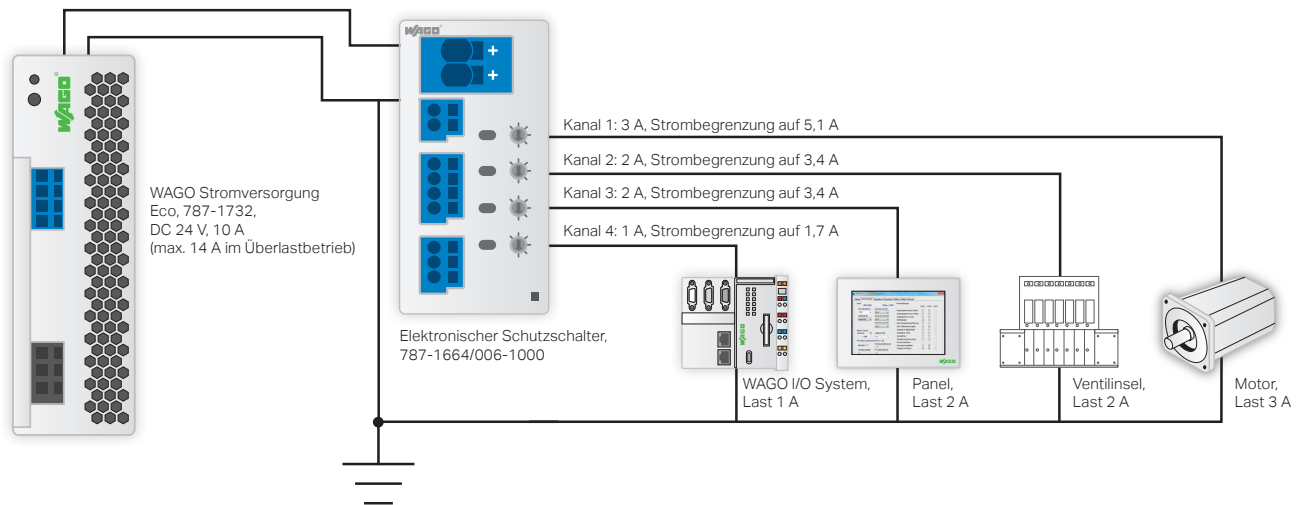 WAGO
WAGO
+
+
Kanal 1: 3 A, Strombegrenzung auf 5,1 A
Kanal 2: 2 A, Strombegrenzung auf 3,4 A
Kanal 3: 2 A, Strombegrenzung auf 3,4 A
Kanal 4: 1 A, Strombegrenzung auf 1,7 A
WAGO Stromversorgung
Eco, 787-1732,
DC 24 V, 10 A
(max. 14 A im Überlastbetrieb)
Elektronischer Schutzschalter,
787-1664/006-1000
WAGO
WAGO
WAGO I/O System,
Last 1 A
Panel,
Last 2 A
Ventilinsel,
Last 2 A
Motor,
Last 3 A